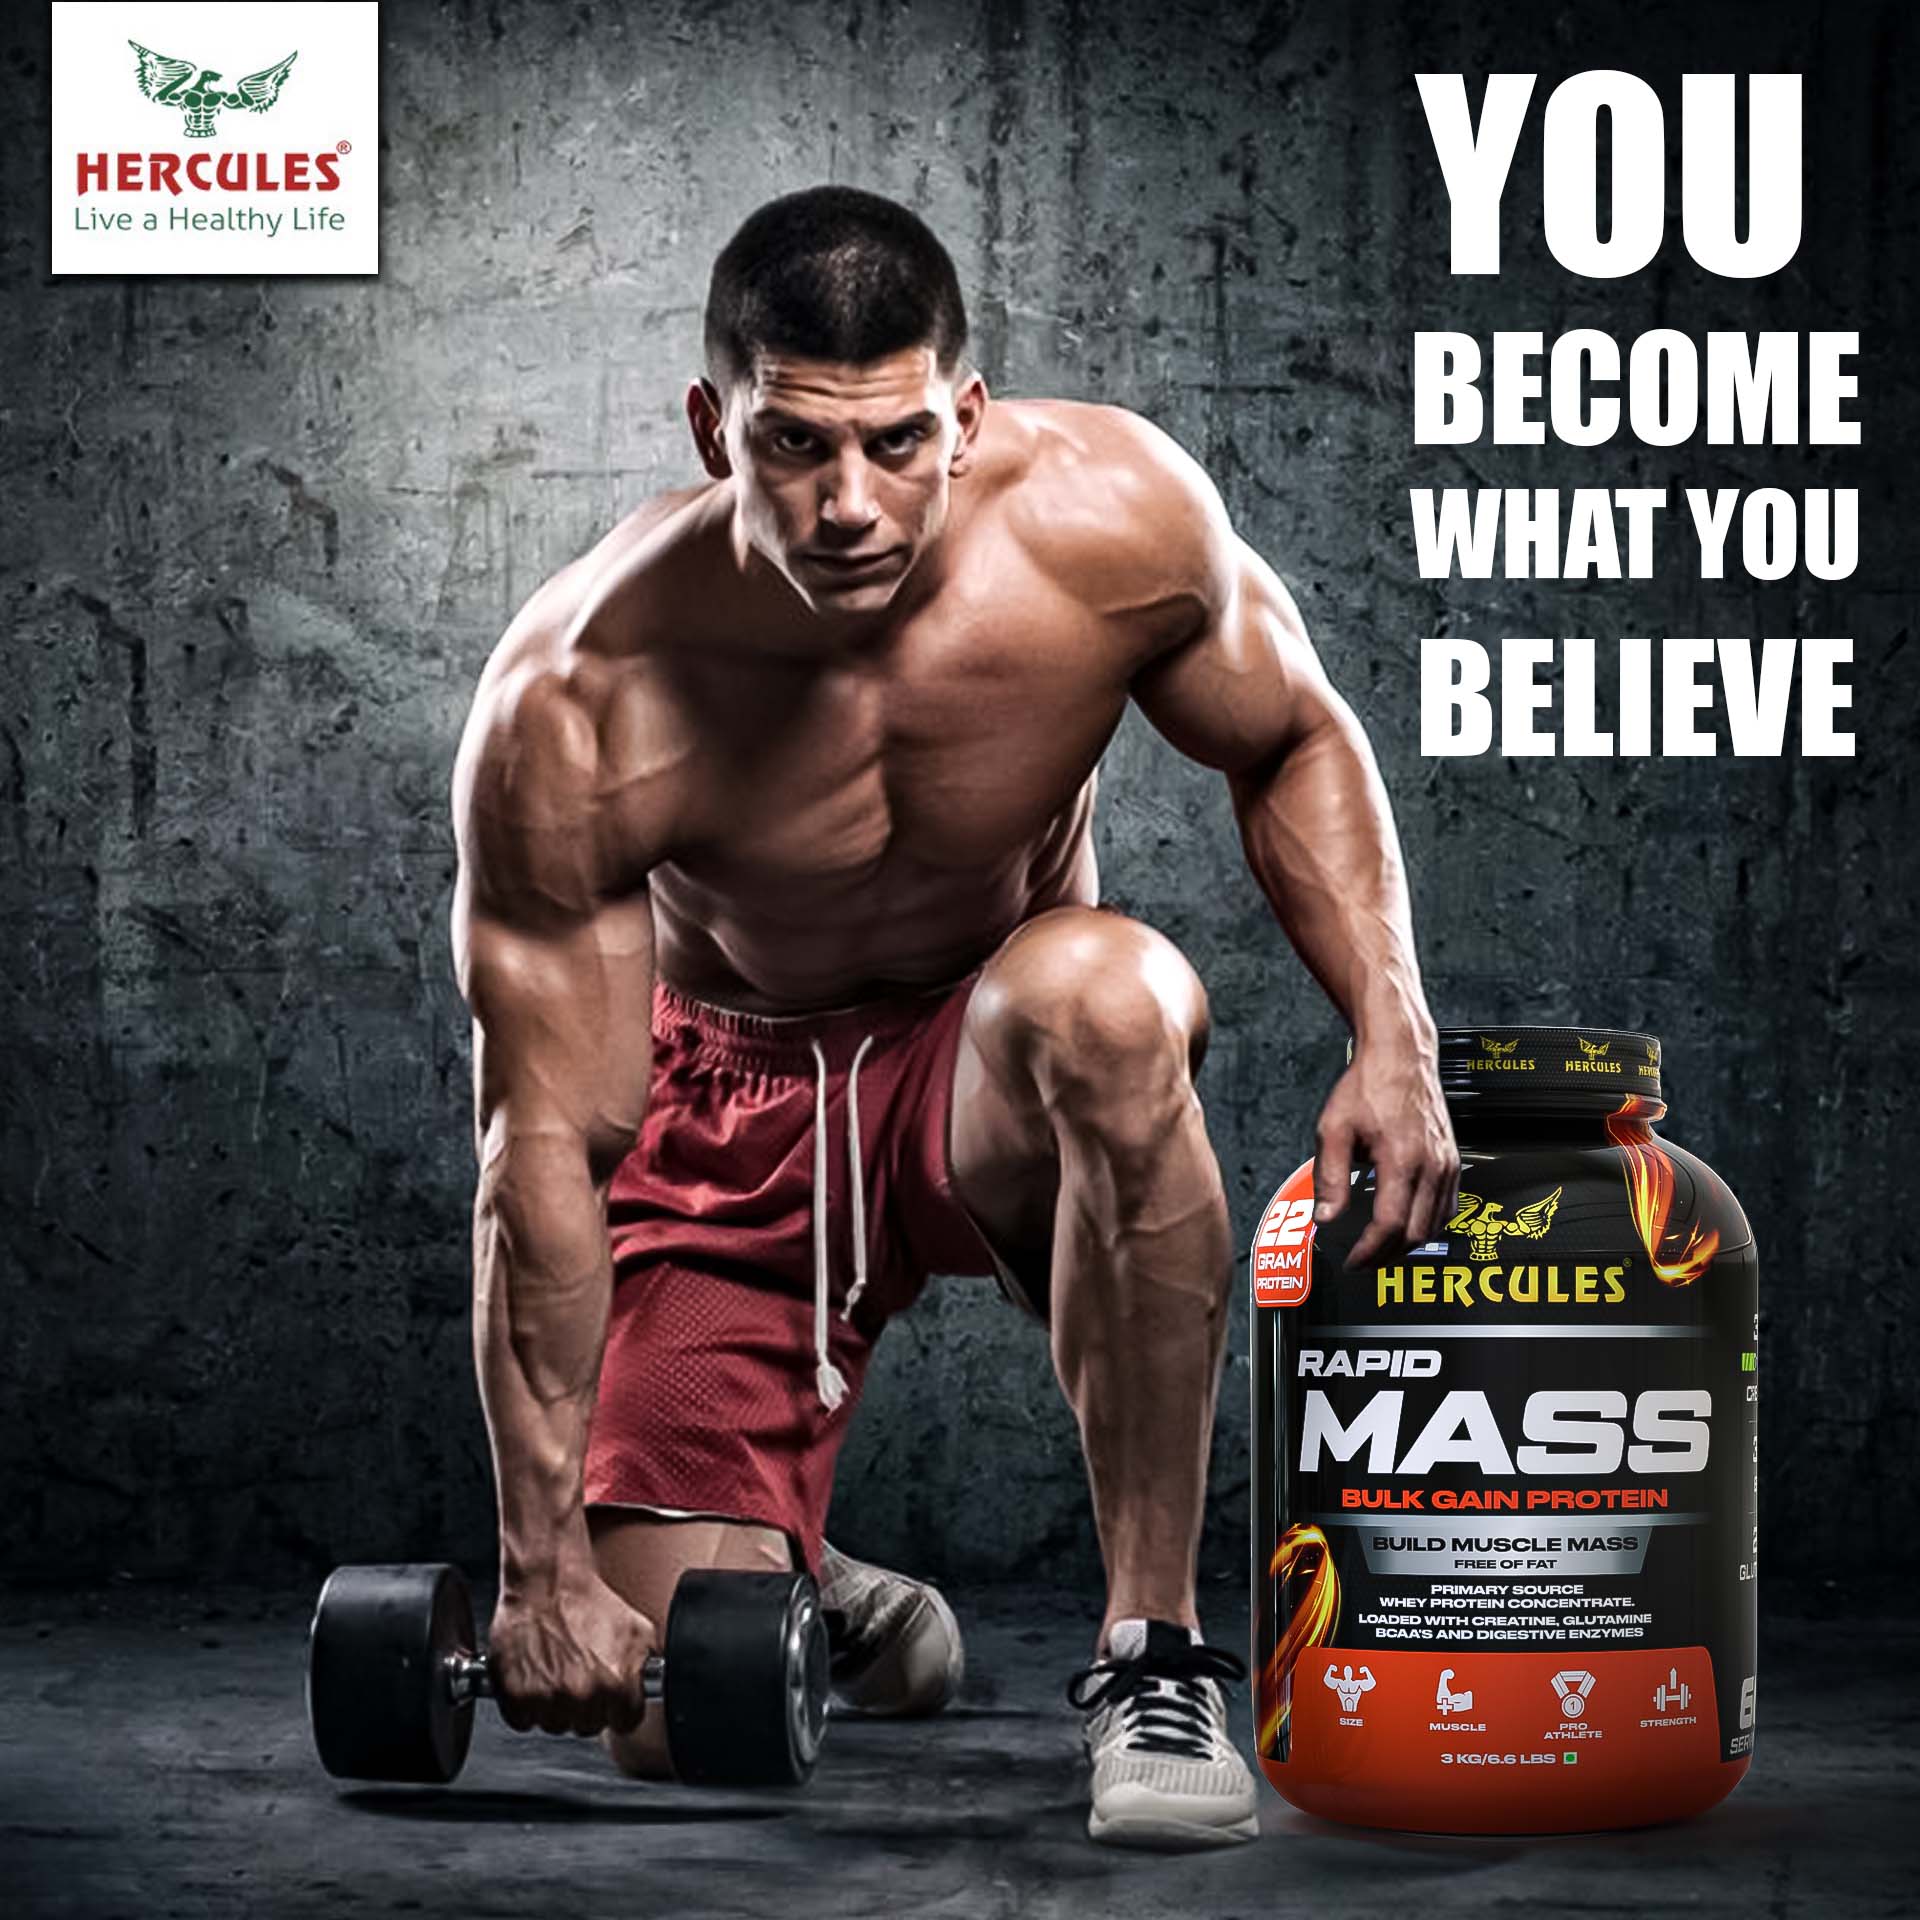 HERCULES®
Live a Healthy Life
YOU
BECOME
WHAT YOU
BELIEVE
HERCULES HERCULES
22
GRAM
PROTEIN
HERCULES®
RAPID
MASS
BULK GAIN PROTEIN
BUILD MUSCLE MASS
FREE OF FAT
PRIMARY SOURCE
WHEY PROTEIN CONCENTRATE.
LOADED WITH CREATINE, GLUTAMINE
BCAA'S AND DIGESTIVE ENZYMES
SIZE MUSCLE PRO ATHLETE STRENGTH
1
3 KG/6.6 LBS